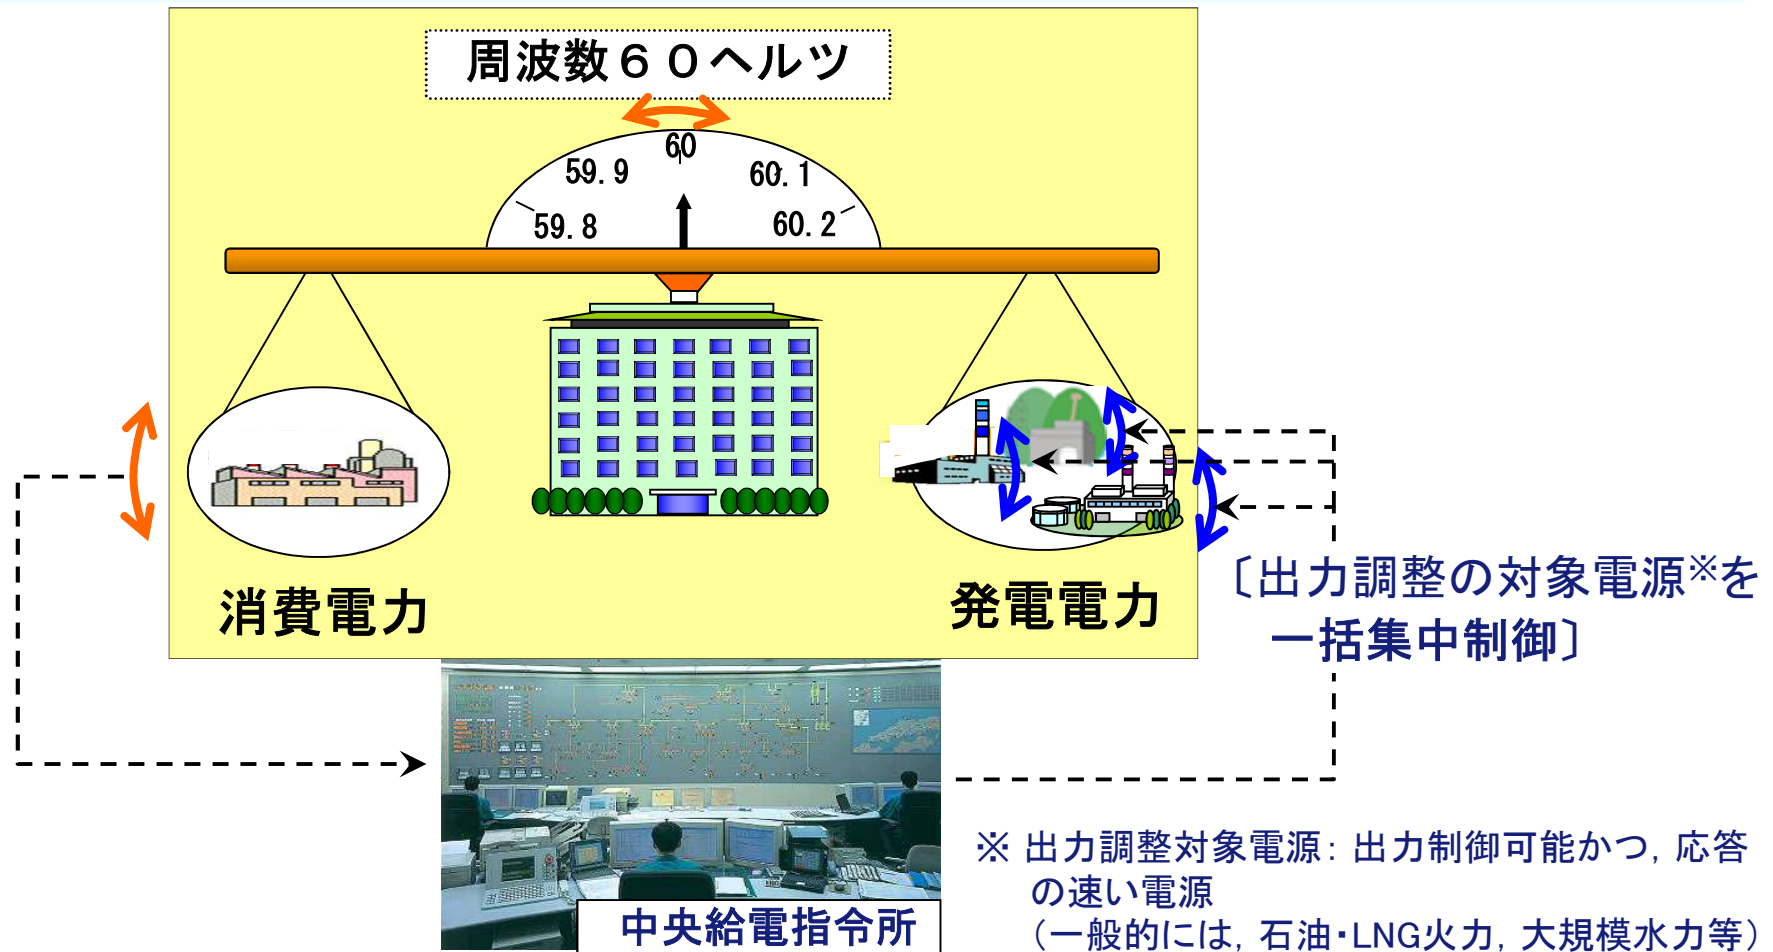 周波数60ヘルツ
60
59.9
60.1
59.8
60.2
消費電力
発電電力
〔出力調整の対象電源※を
一括集中制御〕
中央給電指令所
※ 出力調整対象電源: 出力制御可能かつ, 応答
の速い電源
(一般的には, 石油・LNG火力, 大規模水力等)